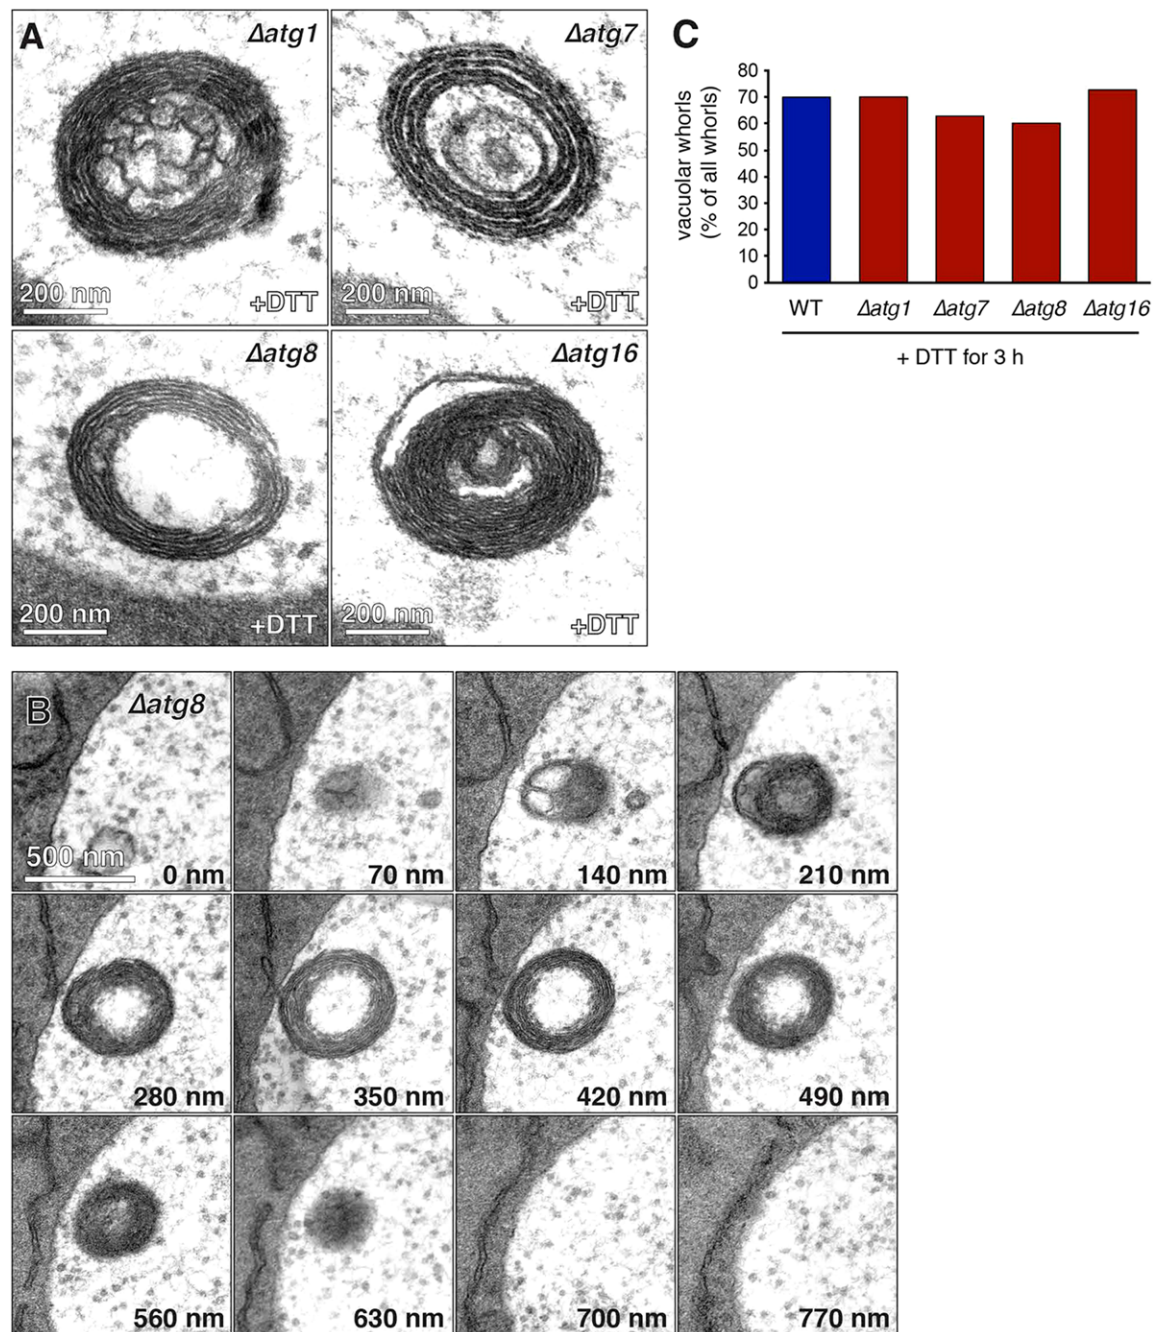 A
Δatg1
200 nm
+DTT
Δatg7
200 nm
+DTT
Δatg8
200 nm
+DTT
Δatg16
200 nm
+DTT
C
vacuolar whorls
(% of all whorls)
80
70
60
50
40
30
20
10
0
WT Δatg1 Δatg7 Δatg8 Δatg16
+ DTT for 3 h
B
Δatg8
500 nm
0 nm
70 nm
140 nm
210 nm
280 nm
350 nm
420 nm
490 nm
560 nm
630 nm
700 nm
770 nm